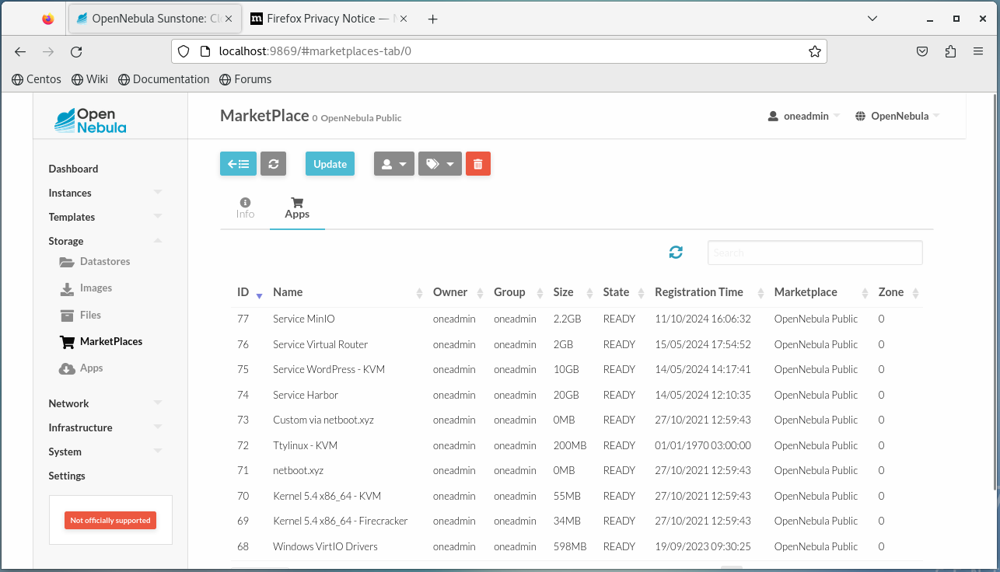 OpenNebula Sunstone: Cl
Firefox Privacy Notice —
localhost:9869/#marketplaces-tab/0
Centos Wiki Documentation Forums
Open
Nebula
MarketPlace 0 OpenNebula Public
oneadmin OpenNebula
Update
Dashboard
Instances
Templates
Storage
Datastores
Images
Files
MarketPlaces
Apps
Network
Infrastructure
System
Settings
Not officially supported
Info
Apps
Search
ID Name Owner Group Size State Registration Time Marketplace Zone
77 Service MinIO oneadmin oneadmin 2.2GB READY 11/10/2024 16:06:32 OpenNebula Public 0
76 Service Virtual Router oneadmin oneadmin 2GB READY 15/05/2024 17:54:52 OpenNebula Public 0
75 Service WordPress - KVM oneadmin oneadmin 10GB READY 14/05/2024 14:17:41 OpenNebula Public 0
74 Service Harbor oneadmin oneadmin 20GB READY 14/05/2024 12:10:35 OpenNebula Public 0
73 Custom via netboot.xyz oneadmin oneadmin 0MB READY 27/10/2021 12:59:43 OpenNebula Public 0
72 Ttylinux - KVM oneadmin oneadmin 200MB READY 01/01/1970 03:00:00 OpenNebula Public 0
71 netboot.xyz oneadmin oneadmin 0MB READY 27/10/2021 12:59:43 OpenNebula Public 0
70 Kernel 5.4 x86_64 - KVM oneadmin oneadmin 55MB READY 27/10/2021 12:59:43 OpenNebula Public 0
69 Kernel 5.4 x86_64 - Firecracker oneadmin oneadmin 34MB READY 27/10/2021 12:59:43 OpenNebula Public 0
68 Windows VirtIO Drivers oneadmin oneadmin 598MB READY 19/09/2023 09:30:25 OpenNebula Public 0